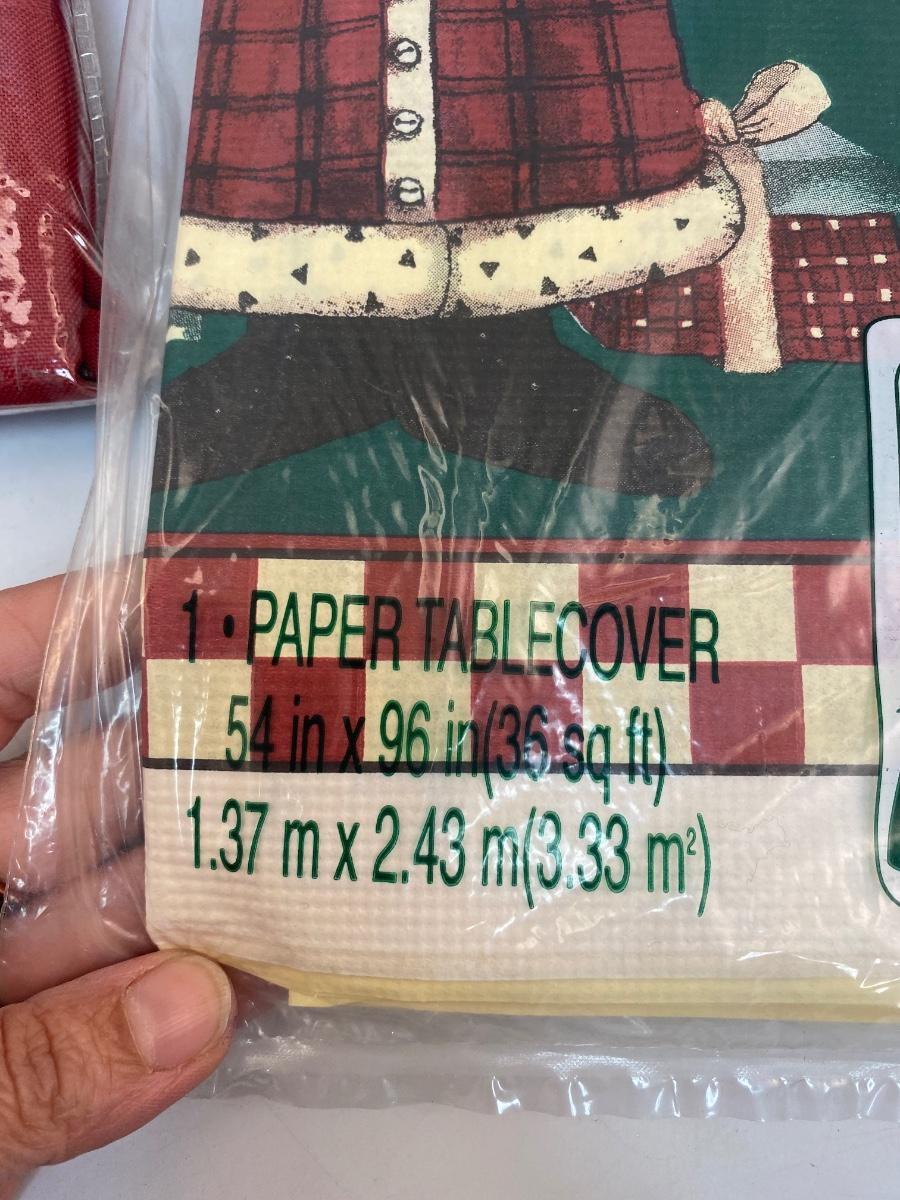 1 • PAPER TABLECOVER
54 in x 96 in(36 sq ft)
1.37 m x 2.43 m(3.33 m²)